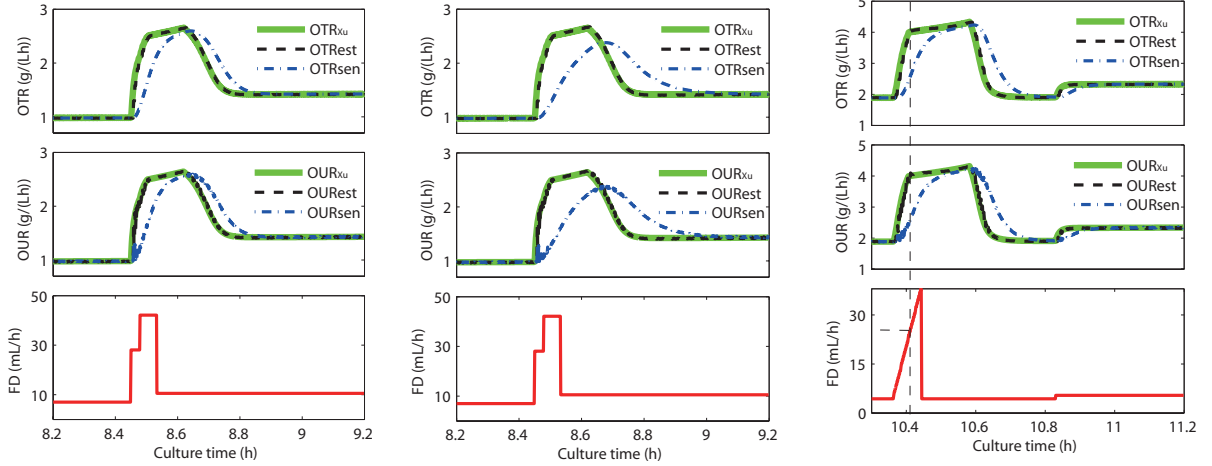 OTR (g/(Lh))
3
2
1
OTRXu
OTRest
OTRsen
OUR (g/(Lh))
3
2
1
OURXu
OURest
OURsen
FD (mL/h)
50
30
10
8.2 8.4 8.6 8.8 9 9.2
Culture time (h)
OTR (g/(Lh))
3
2
1
OTRXu
OTRest
OTRsen
OUR (g/(Lh))
3
2
1
OURXu
OURest
OURsen
FD (mL/h)
50
30
10
8.2 8.4 8.6 8.8 9 9.2
Culture time (h)
OTR (g/(Lh))
5
4
3
2
1
OTRXu
OTRest
OTRsen
OUR (g/(Lh))
5
4
3
2
1
OURXu
OURest
OURsen
FD (mL/h)
30
15
0
10.4 10.6 10.8 11 11.2
Culture time (h)